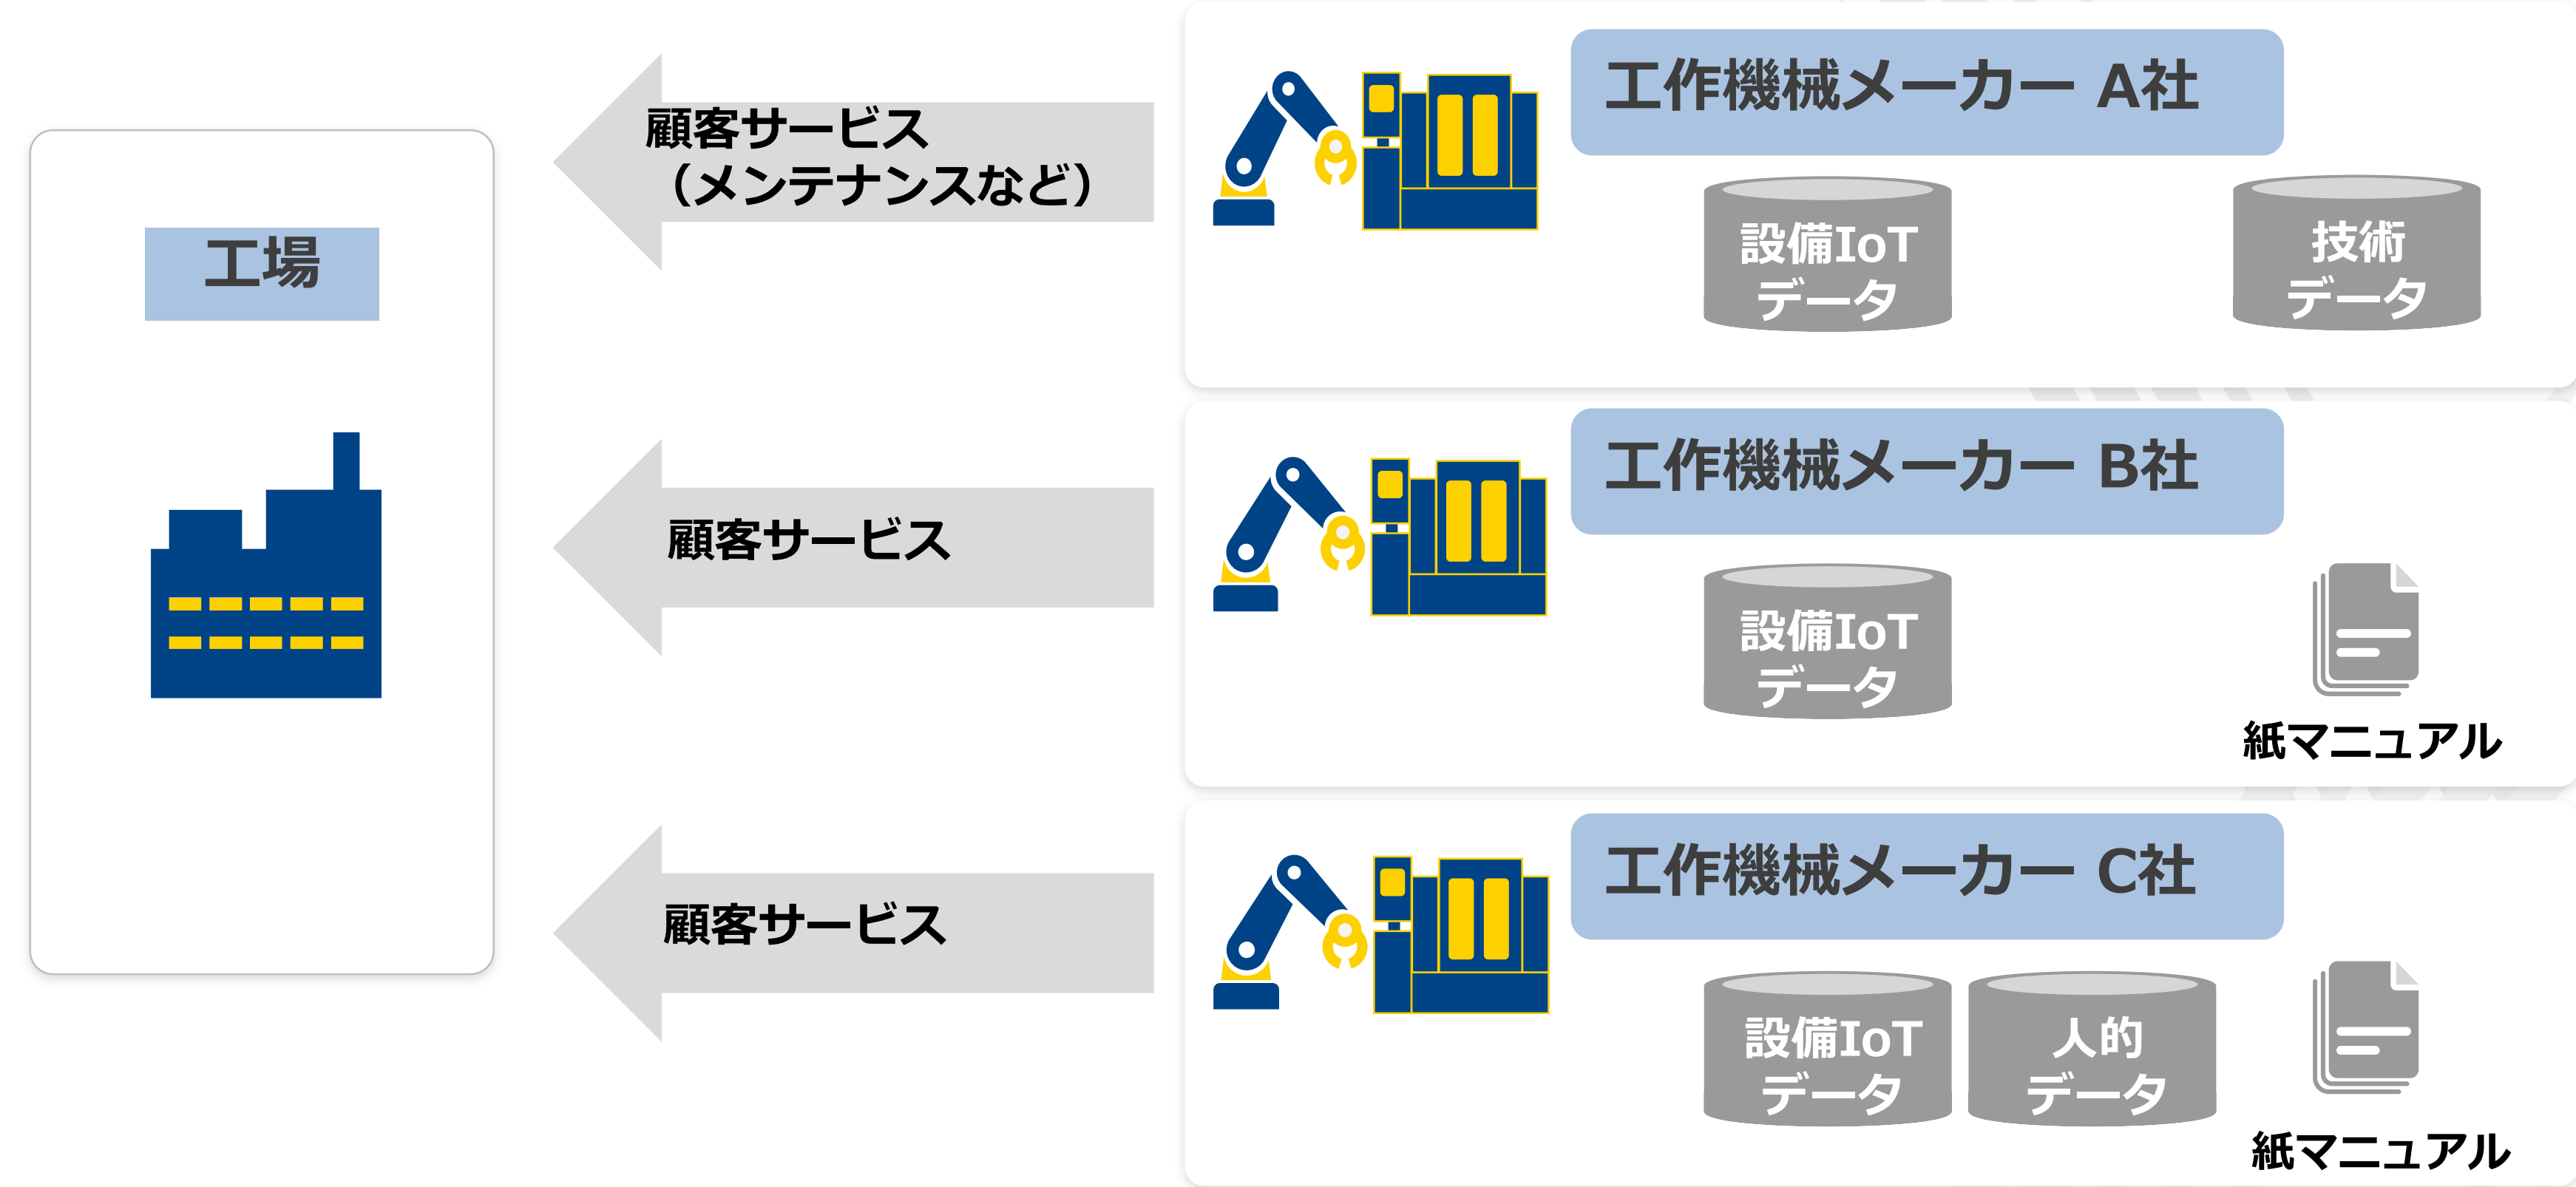 工場
顧客サービス
（メンテナンスなど）
工作機械メーカー A社
設備IoT
データ
技術
データ
顧客サービス
工作機械メーカー B社
設備IoT
データ
紙マニュアル
顧客サービス
工作機械メーカー C社
設備IoT
データ
人的
データ
紙マニュアル